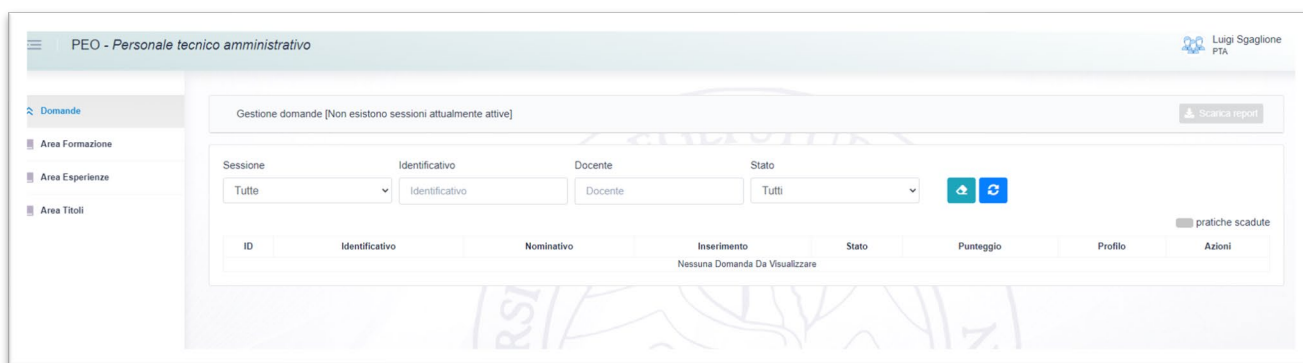 PEO - Personale tecnico amministrativo
Luigi Sgaglione
PTA
Domande
Area Formazione
Area Esperienze
Area Titoli
Gestione domande [Non esistono sessioni attualmente attive]
Scarica report
Sessione Identificativo Docente Stato
Tutte Identificativo Docente Tutti
pratiche scadute
ID Identificativo Nominativo Inserimento Stato Punteggio Profilo Azioni
Nessuna Domanda Da Visualizzare